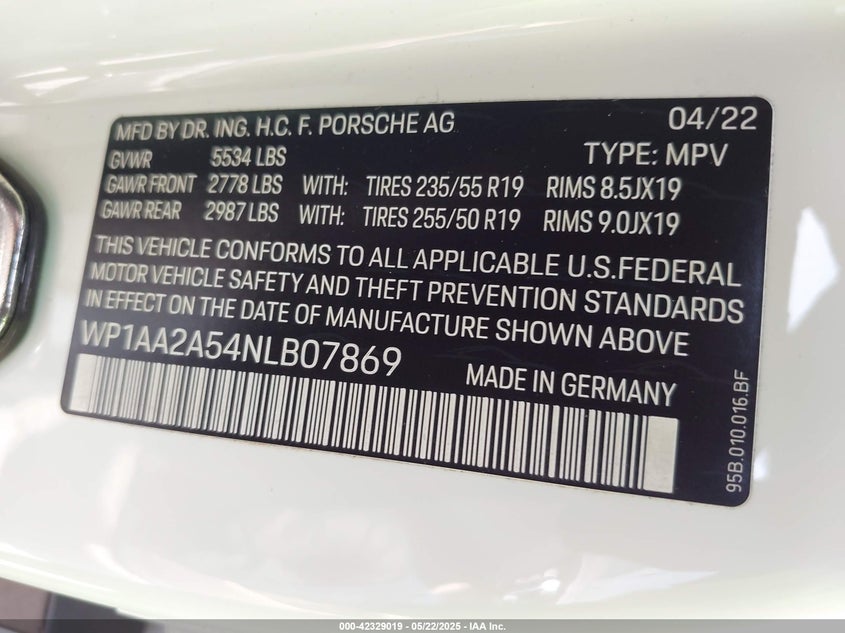 MFD BY DR. ING. H.C. F. PORSCHE AG 04/22
GVWR 5534 LBS TYPE: MPV
GAWR FRONT 2778 LBS WITH: TIRES 235/55 R19 RIMS 8.5JX19
GAWR REAR 2987 LBS WITH: TIRES 255/50 R19 RIMS 9.0JX19
THIS VEHICLE CONFORMS TO ALL APPLICABLE U.S.FEDERAL
MOTOR VEHICLE SAFETY AND THEFT PREVENTION STANDARDS
IN EFFECT ON THE DATE OF MANUFACTURE SHOWN ABOVE
WP1AA2A54NLB07869 MADE IN GERMANY
95B.010.016.BF
000-42329019 - 05/22/2025 - IAA Inc.